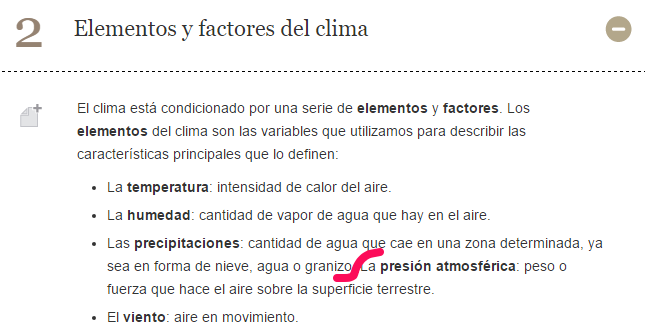 2 Elementos y factores del clima
El clima está condicionado por una serie de elementos y factores. Los
elementos del clima son las variables que utilizamos para describir las
características principales que lo definen:
• La temperatura: intensidad de calor del aire.
• La humedad: cantidad de vapor de agua que hay en el aire.
• Las precipitaciones: cantidad de agua que cae en una zona determinada, ya
sea en forma de nieve, agua o granizo. La presión atmosférica: peso o
fuerza que hace el aire sobre la superficie terrestre.
• El viento: aire en movimiento.